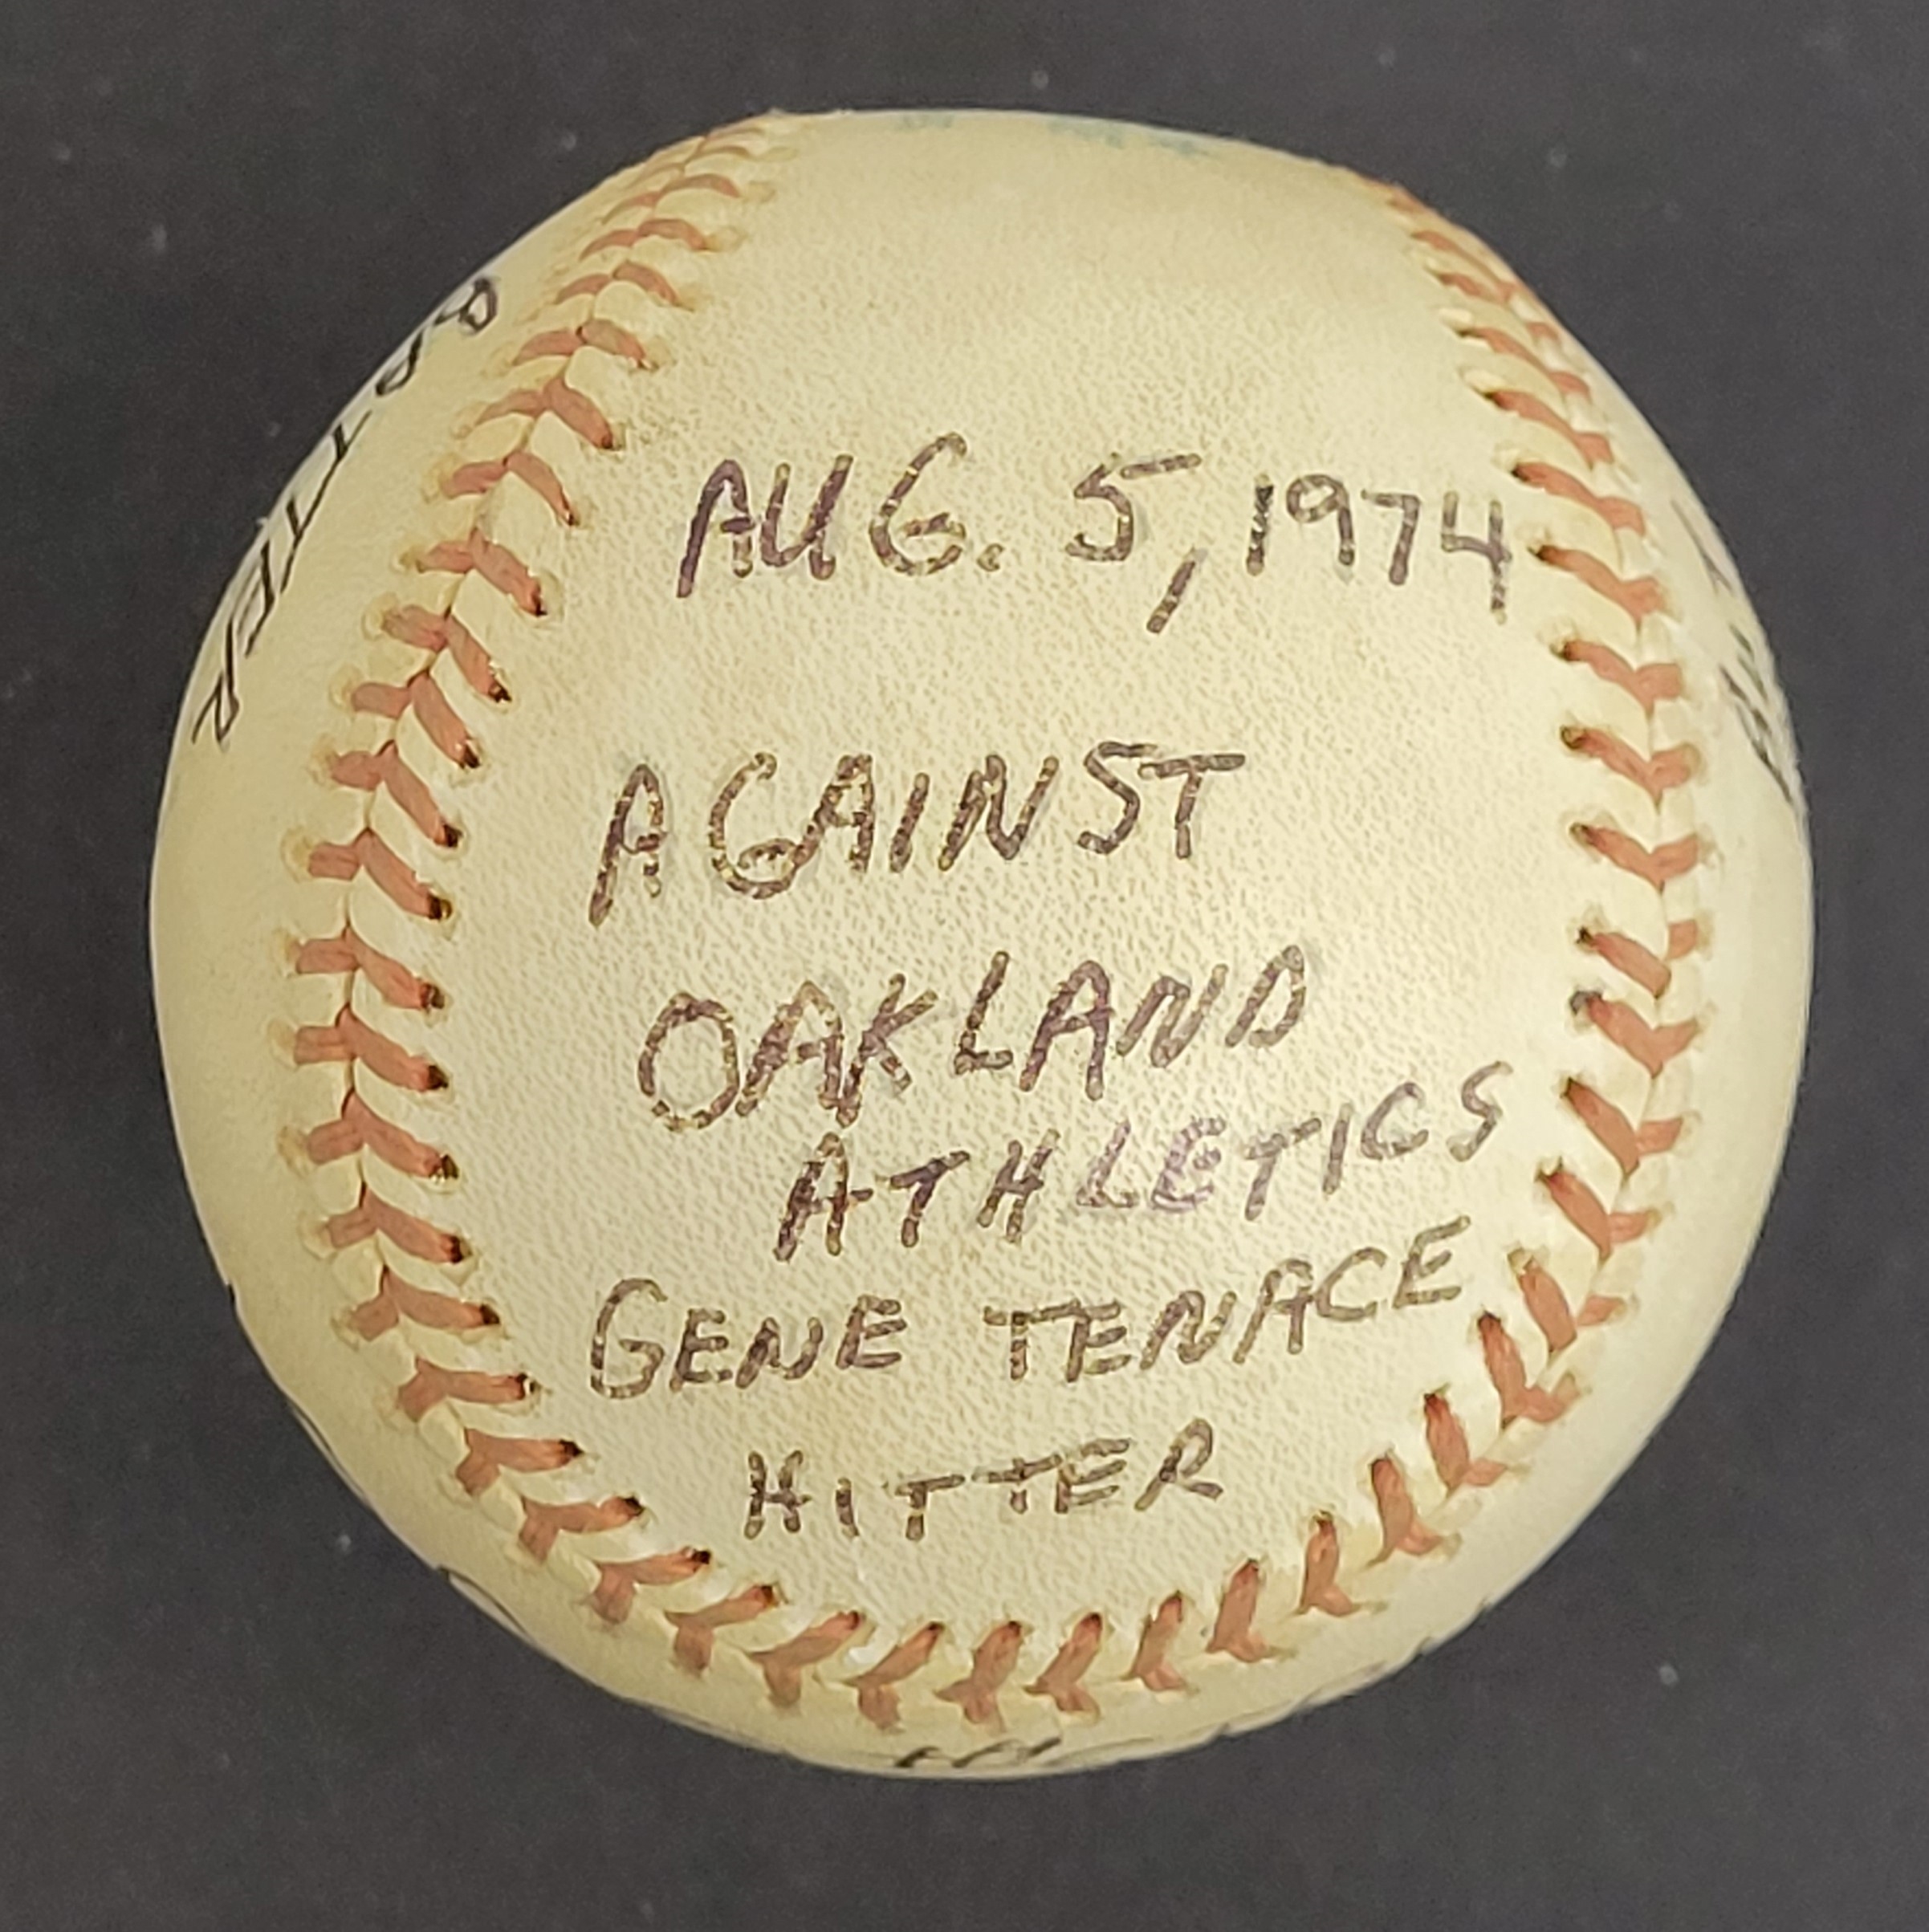 AUG. 5, 1974
AGAINST
OAKLAND
ATHLETICS
GENE TENACE
HITTER